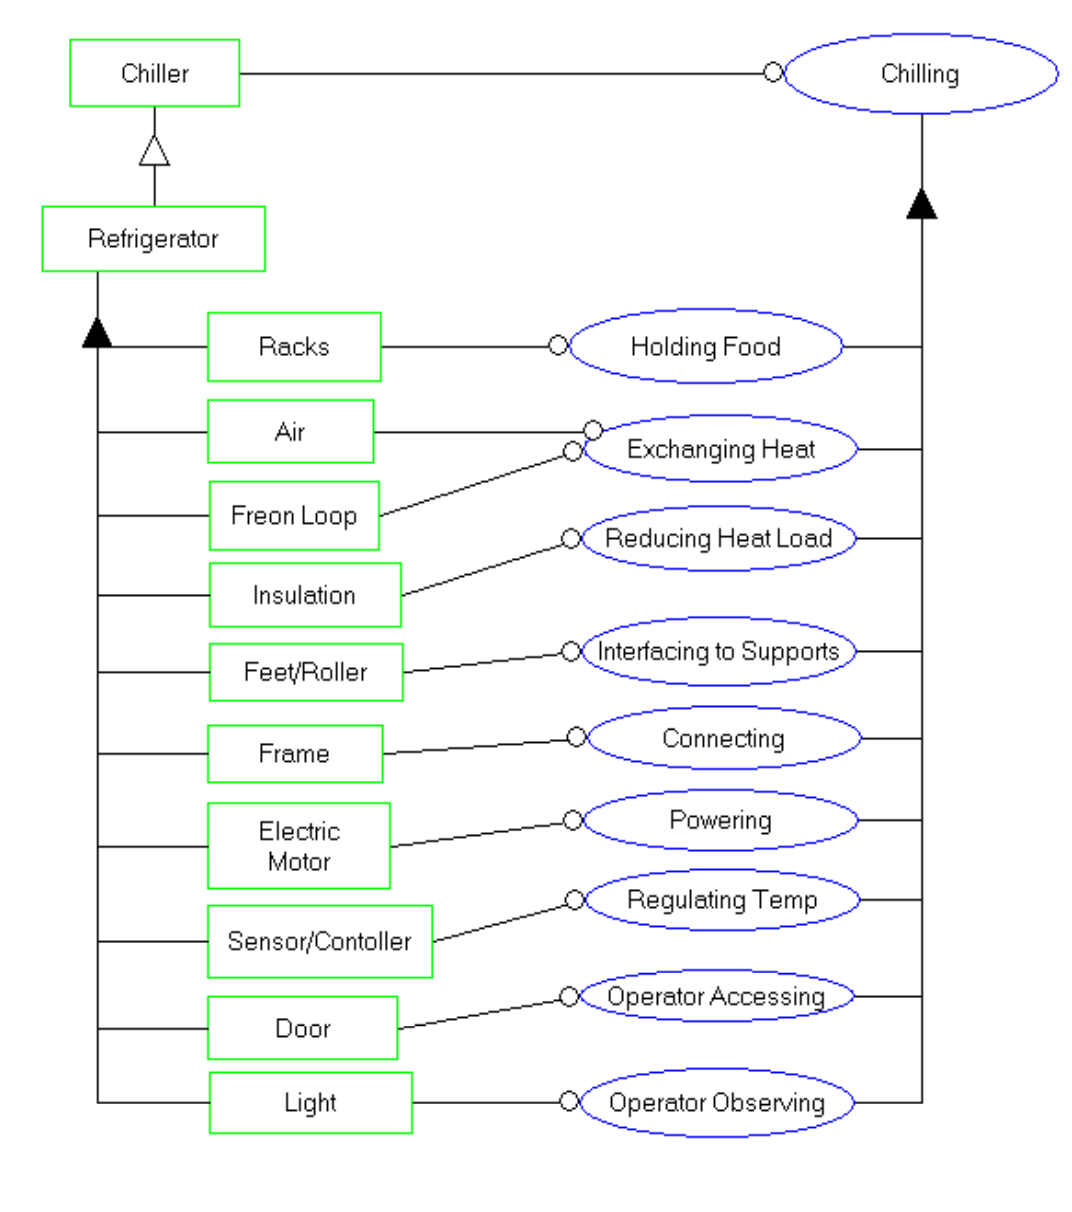 Chiller
Chilling
Refrigerator
Racks
Holding Food
Air
Exchanging Heat
Freon Loop
Reducing Heat Load
Insulation
Interfacing to Supports
Feet/Roller
Connecting
Frame
Powering
Electric
Motor
Regulating Temp
Sensor/Contoller
Operator Accessing
Door
Light
Operator Observing